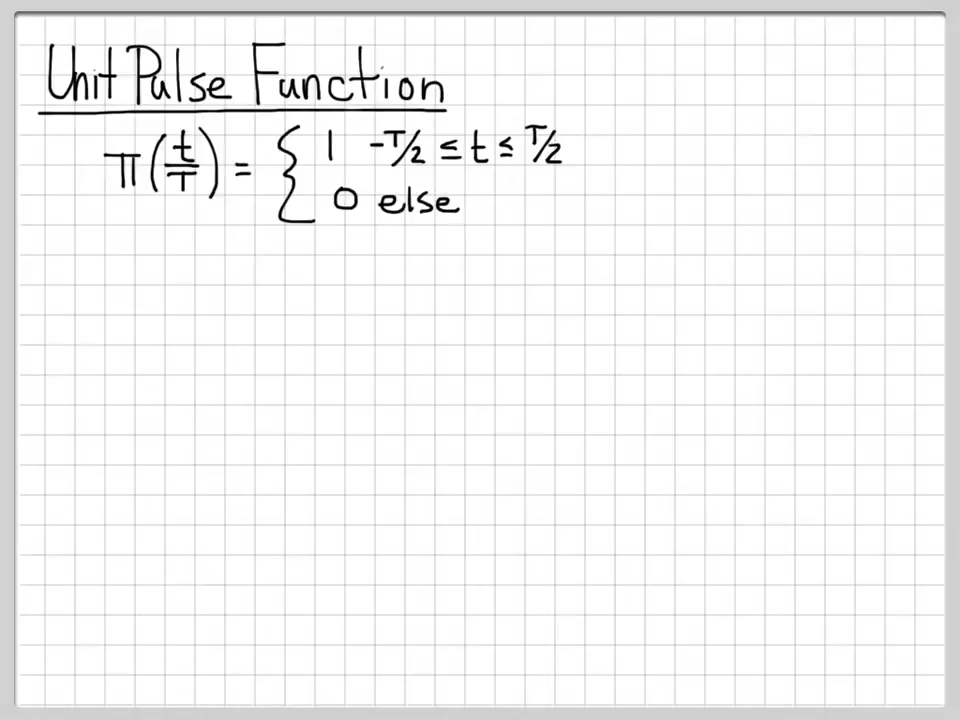 Unit Pulse Function
π(t/T) = { 1 -T/2 ≤ t ≤ T/2
0 else